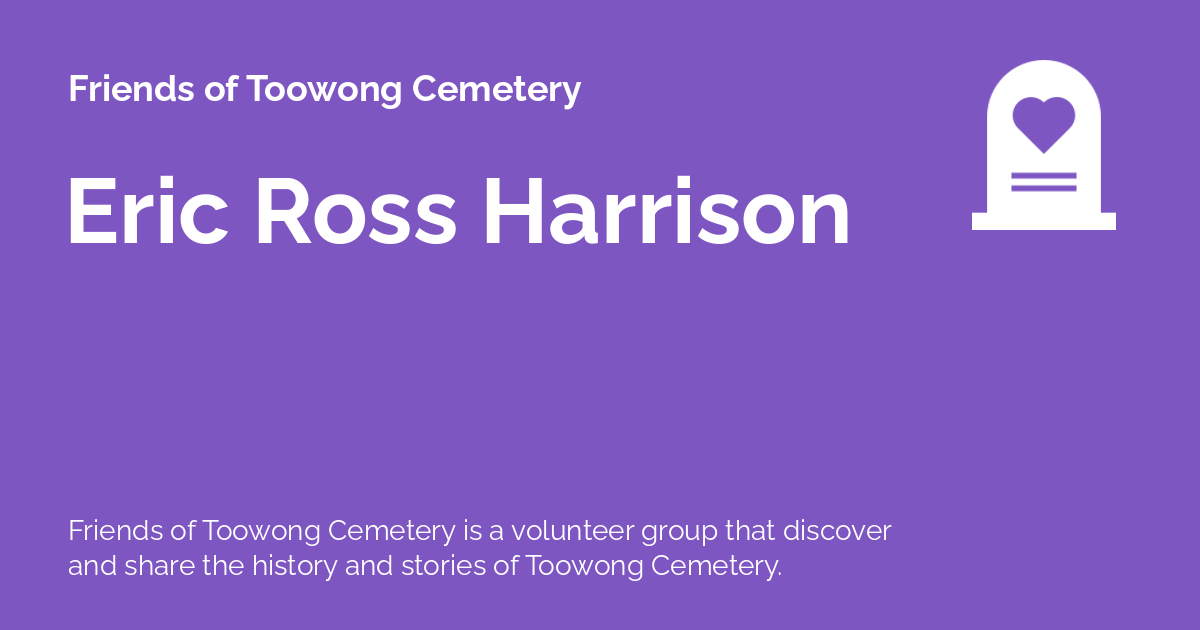 Friends of Toowong Cemetery
Eric Ross Harrison
Friends of Toowong Cemetery is a volunteer group that discover
and share the history and stories of Toowong Cemetery.